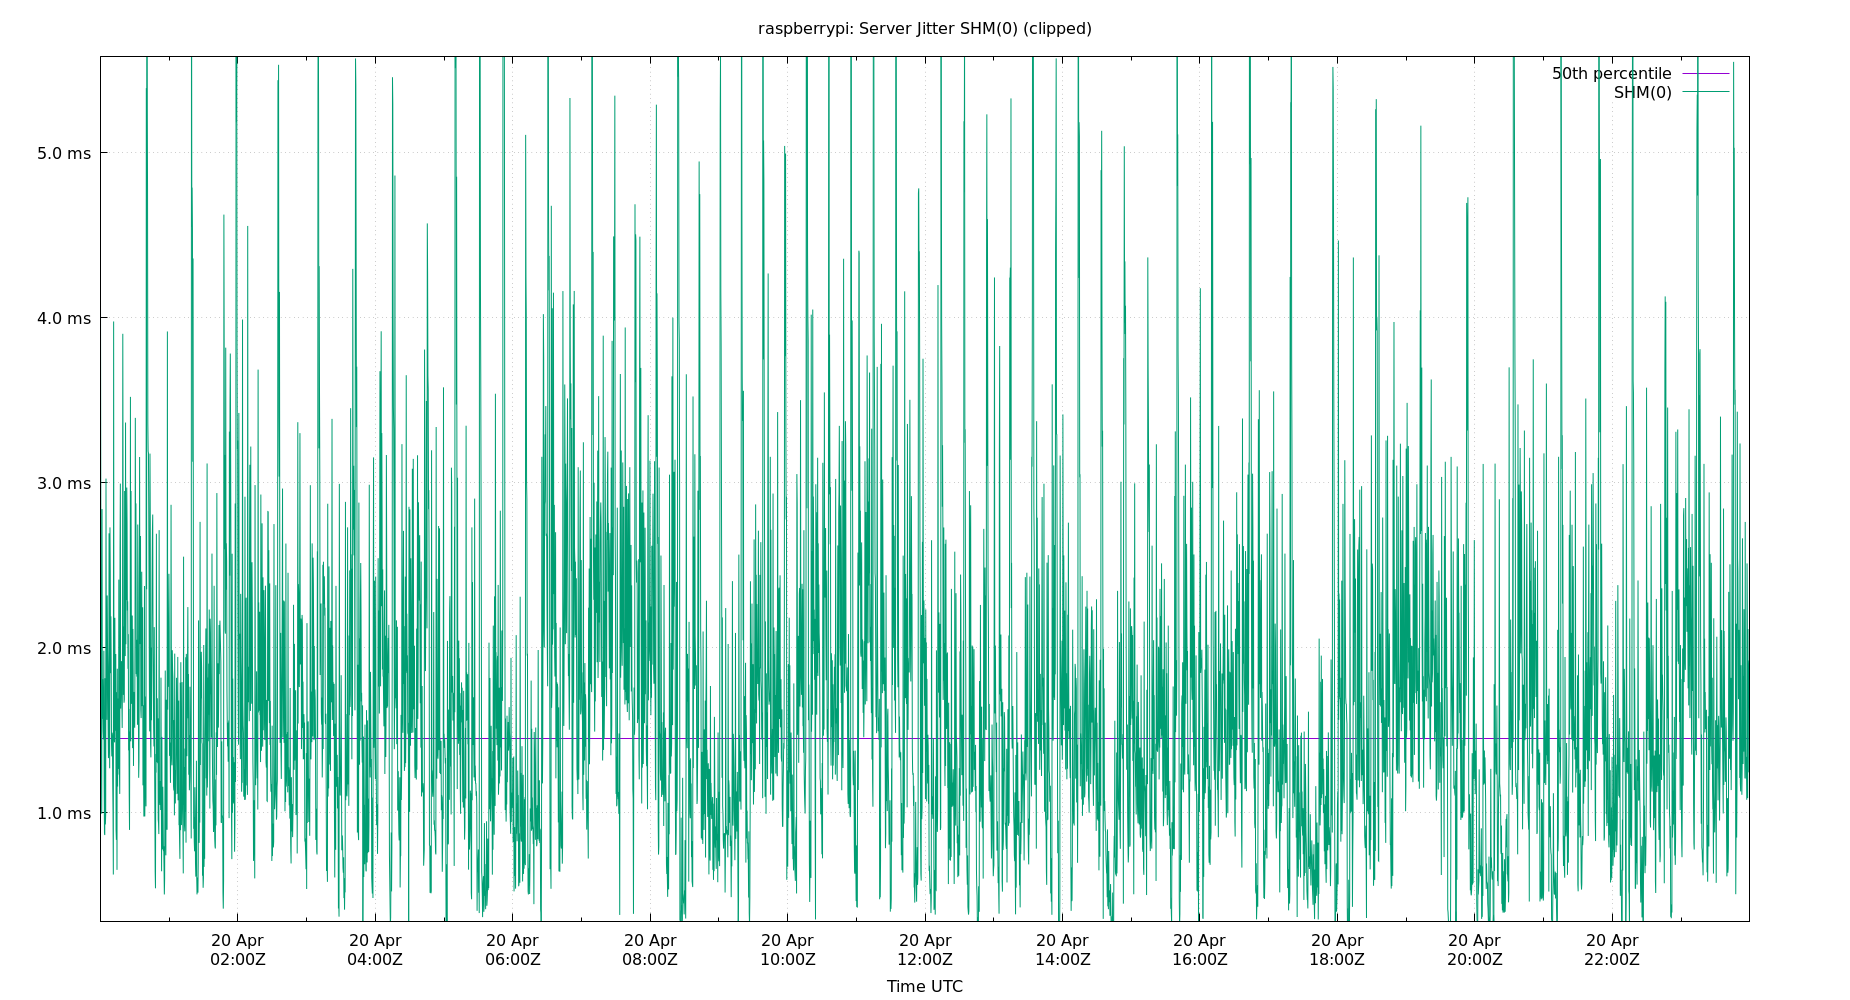 raspberrypi: Server Jitter SHM(0) (clipped)
50th percentile
SHM(0)
5.0 ms
4.0 ms
3.0 ms
2.0 ms
1.0 ms
20 Apr 20 Apr 20 Apr 20 Apr 20 Apr 20 Apr 20 Apr 20 Apr 20 Apr 20 Apr 20 Apr
02:00Z 04:00Z 06:00Z 08:00Z 10:00Z 12:00Z 14:00Z 16:00Z 18:00Z 20:00Z 22:00Z
Time UTC